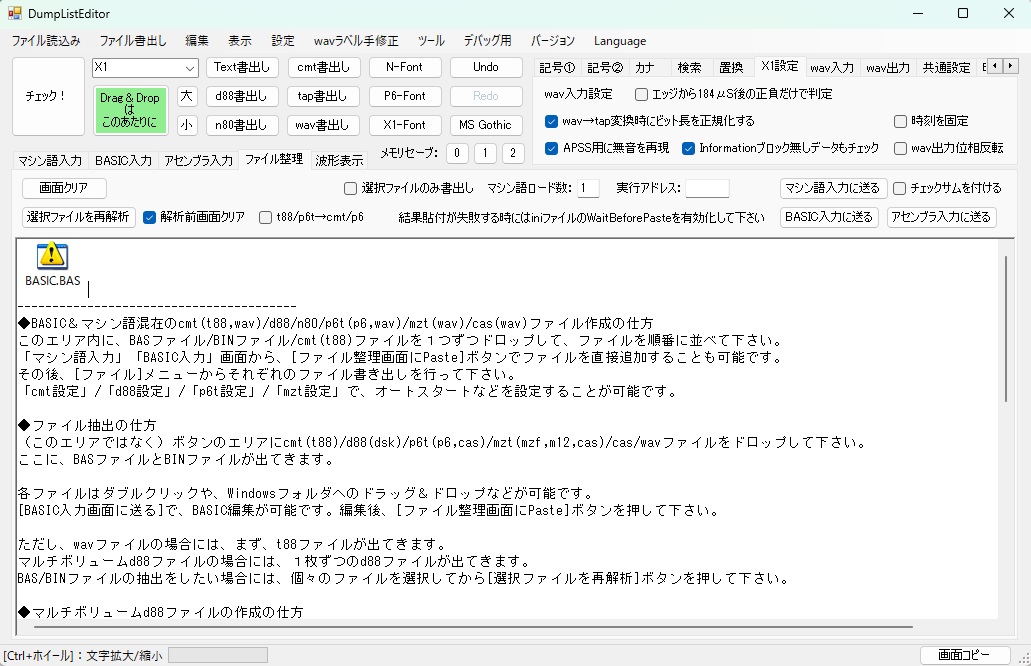 DumpListEditor
ファイル読込み ファイル書出し 編集 表示 設定 wavラベル手修正 ツール デバッグ用 バージョン Language
チェック！
X1
Text書出し cmt書出し N-Font Undo
Drag & Drop
は
このあたりに
大 d88書出し tap書出し P6-Font Redo
小 n80書出し wav書出し X1-Font MS Gothic
記号① 記号② カナ 検索 置換 X1設定 wav入力 wav出力 共通設定
wav入力設定 エッジから184μS後の正負だけで判定
wav→tap変換時にビット長を正規化する 時刻を固定
APSS用に無音を再現 Informationブロック無しデータもチェック wav出力位相反転
マシン語入力 BASIC入力 アセンブラ入力 ファイル整理 波形表示 メモリセーブ: 0 1 2
画面クリア 選択ファイルのみ書出し マシン語ロード数: 1 実行アドレス: マシン語入力に送る チェックサムを付ける
選択ファイルを再解析 解析前画面クリア t88/p6t→cmt/p6 結果貼付が失敗する時にはiniファイルのWaitBeforePasteを有効化して下さい BASIC入力に送る アセンブラ入力に送る
BASIC.BAS
----------------------------------------
◆BASIC＆マシン語混在のcmt(t88,wav)/d88/n80/p6t(p6,wav)/mzt(wav)/cas(wav)ファイル作成の仕方
このエリア内に、BASファイル/BINファイル/cmt(t88)ファイルを１つずつドロップして、ファイルを順番に並べて下さい。
「マシン語入力」「BASIC入力」画面から、[ファイル整理画面にPaste]ボタンでファイルを直接追加することも可能です。
その後、[ファイル]メニューからそれぞれのファイル書き出しを行って下さい。
「cmt設定」/「d88設定」/「p6t設定」/「mzt設定」で、オートスタートなどを設定することが可能です。
◆ファイル抽出の仕方
（このエリアではなく）ボタンのエリアにcmt(t88)/d88(dsk)/p6t(p6,cas)/mzt(mzf,m12,cas)/cas/wavファイルをドロップして下さい。
ここに、BASファイルとBINファイルが出てきます。
各ファイルはダブルクリックや、Windowsフォルダへのドラッグ＆ドロップなどが可能です。
[BASIC入力画面に送る]で、BASIC編集が可能です。編集後、[ファイル整理画面にPaste]ボタンを押して下さい。
ただし、wavファイルの場合には、まず、t88ファイルが出てきます。
マルチボリュームd88ファイルの場合には、１枚ずつのd88ファイルが出てきます。
BAS/BINファイルの抽出をしたい場合には、個々のファイルを選択してから[選択ファイルを再解析]ボタンを押して下さい。
◆マルチボリュームd88ファイルの作成の仕方
[Ctrl+ホイール]：文字拡大/縮小 画面コピー